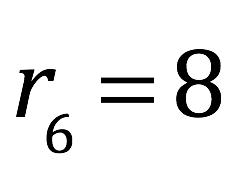 r₆ = 8